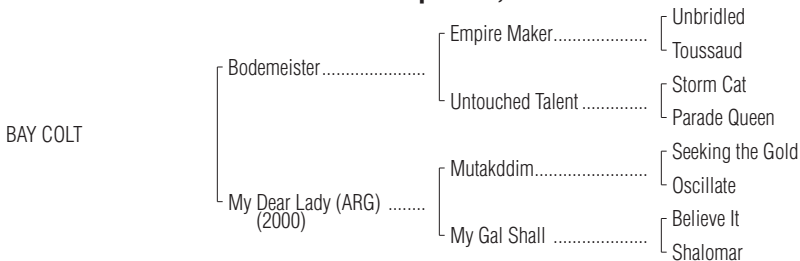 Unbridled
Empire Maker....................
Toussaud
Bodemeister......................
Storm Cat
Untouched Talent ..............
Parade Queen
BAY COLT
Seeking the Gold
Mutakddim........................
Oscillate
My Dear Lady (ARG) ........
(2000)
Believe It
My Gal Shall ....................
Shalomar